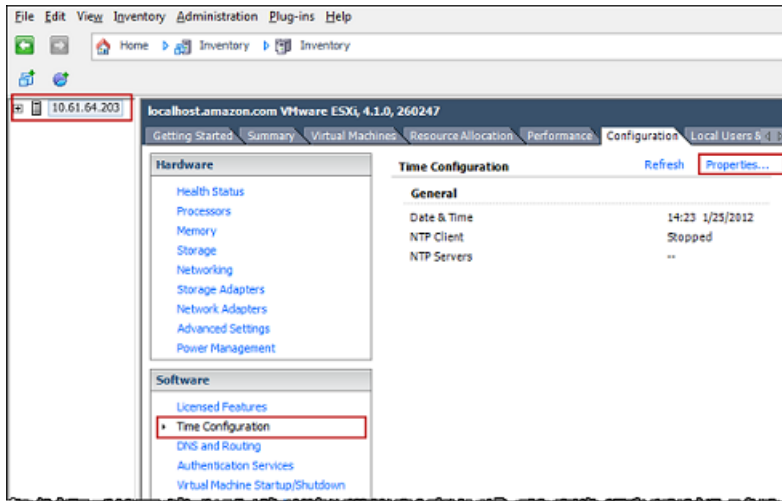 File Edit View Inventory Administration Plug-ins Help
Home Inventory Inventory
10.61.64.203
localhost.amazon.com VMware ESXi, 4.1.0, 260247
Getting Started Summary Virtual Machines Resource Allocation Performance Configuration Local Users &
Hardware
Health Status
Processors
Memory
Storage
Networking
Storage Adapters
Network Adapters
Advanced Settings
Power Management
Software
Licensed Features
Time Configuration
DNS and Routing
Authentication Services
Virtual Machine Startup/Shutdown
Time Configuration Refresh Properties...
General
Date & Time 14:23 1/25/2012
NTP Client Stopped
NTP Servers --